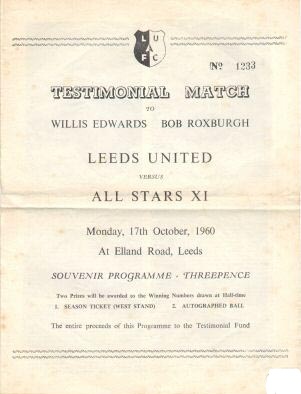 L U
A
F C
No 1233
TESTIMONIAL MATCH
TO
WILLIS EDWARDS BOB ROXBURGH
LEEDS UNITED
VERSUS
ALL STARS XI
Monday, 17th October, 1960
At Elland Road, Leeds
SOUVENIR PROGRAMME · THREEPENCE
Two Prizes will be awarded to the Winning Numbers drawn at Half-time
1. SEASON TICKET (WEST STAND) 2. AUTOGRAPHED BALL
The entire proceeds of this Programme to the Testimonial Fund